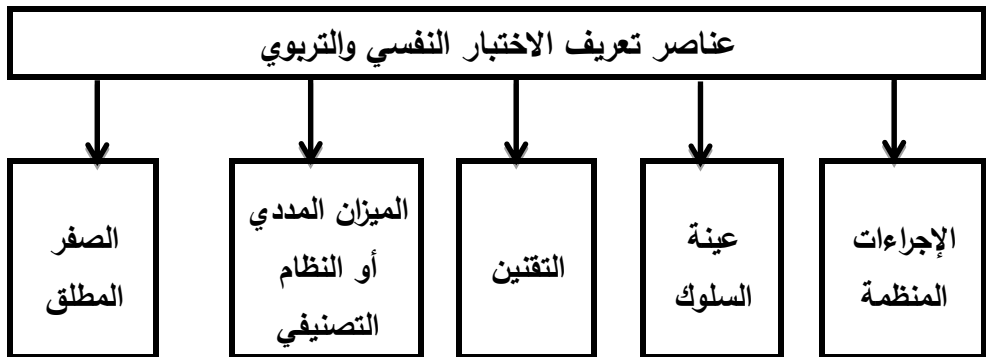 عناصر تعريف الاختبار النفسي والتربوي
الإجراءات
المنظمة
عينة
السلوك
التقنين
الميزان المددي
أو النظام
التصنيفي
الصفر
المطلق